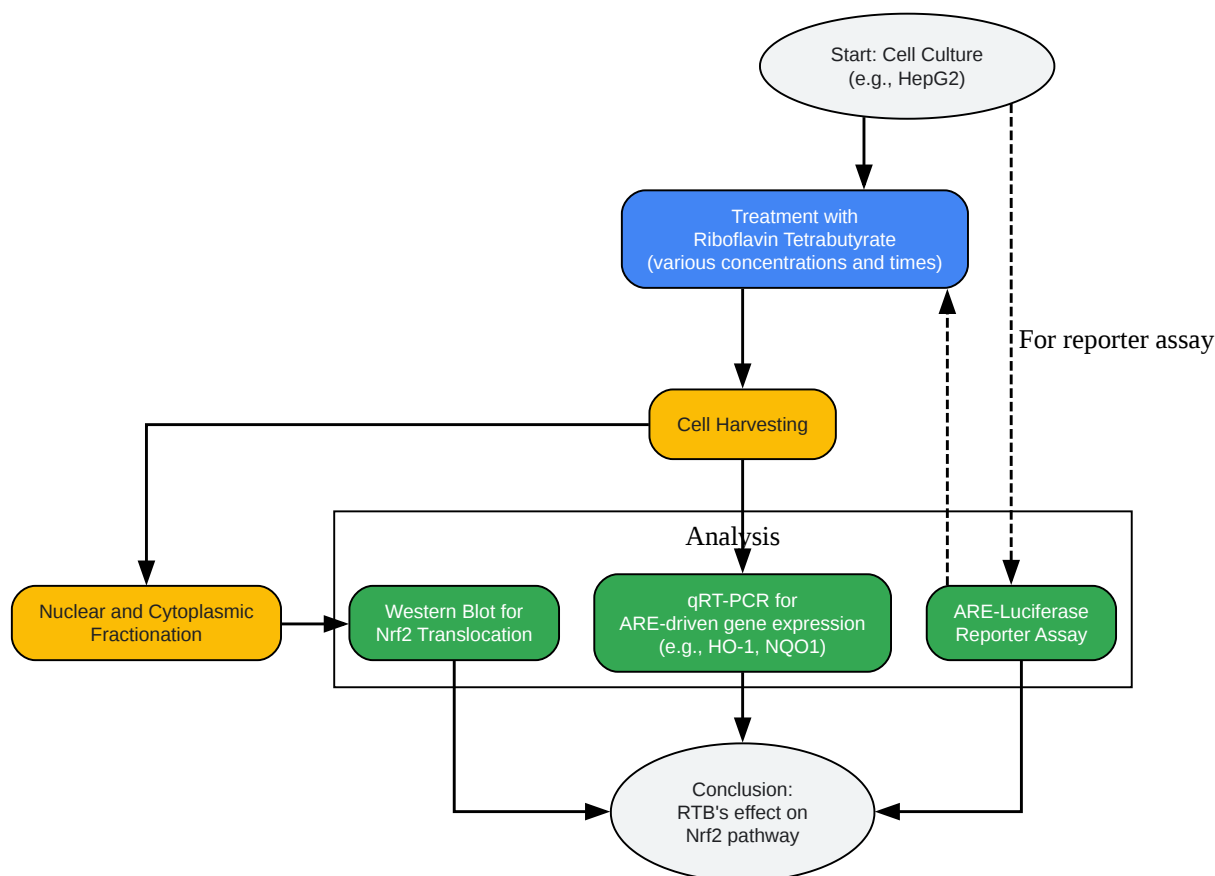 Start: Cell Culture
(e.g., HepG2)
Treatment with
Riboflavin Tetrabutyrate
(various concentrations and times)
For reporter assay
Cell Harvesting
Analysis
Nuclear and Cytoplasmic
Fractionation
Western Blot for
Nrf2 Translocation
qRT-PCR for
ARE-driven gene expression
(e.g., HO-1, NQO1)
ARE-Luciferase
Reporter Assay
Conclusion:
RTB's effect on
Nrf2 pathway